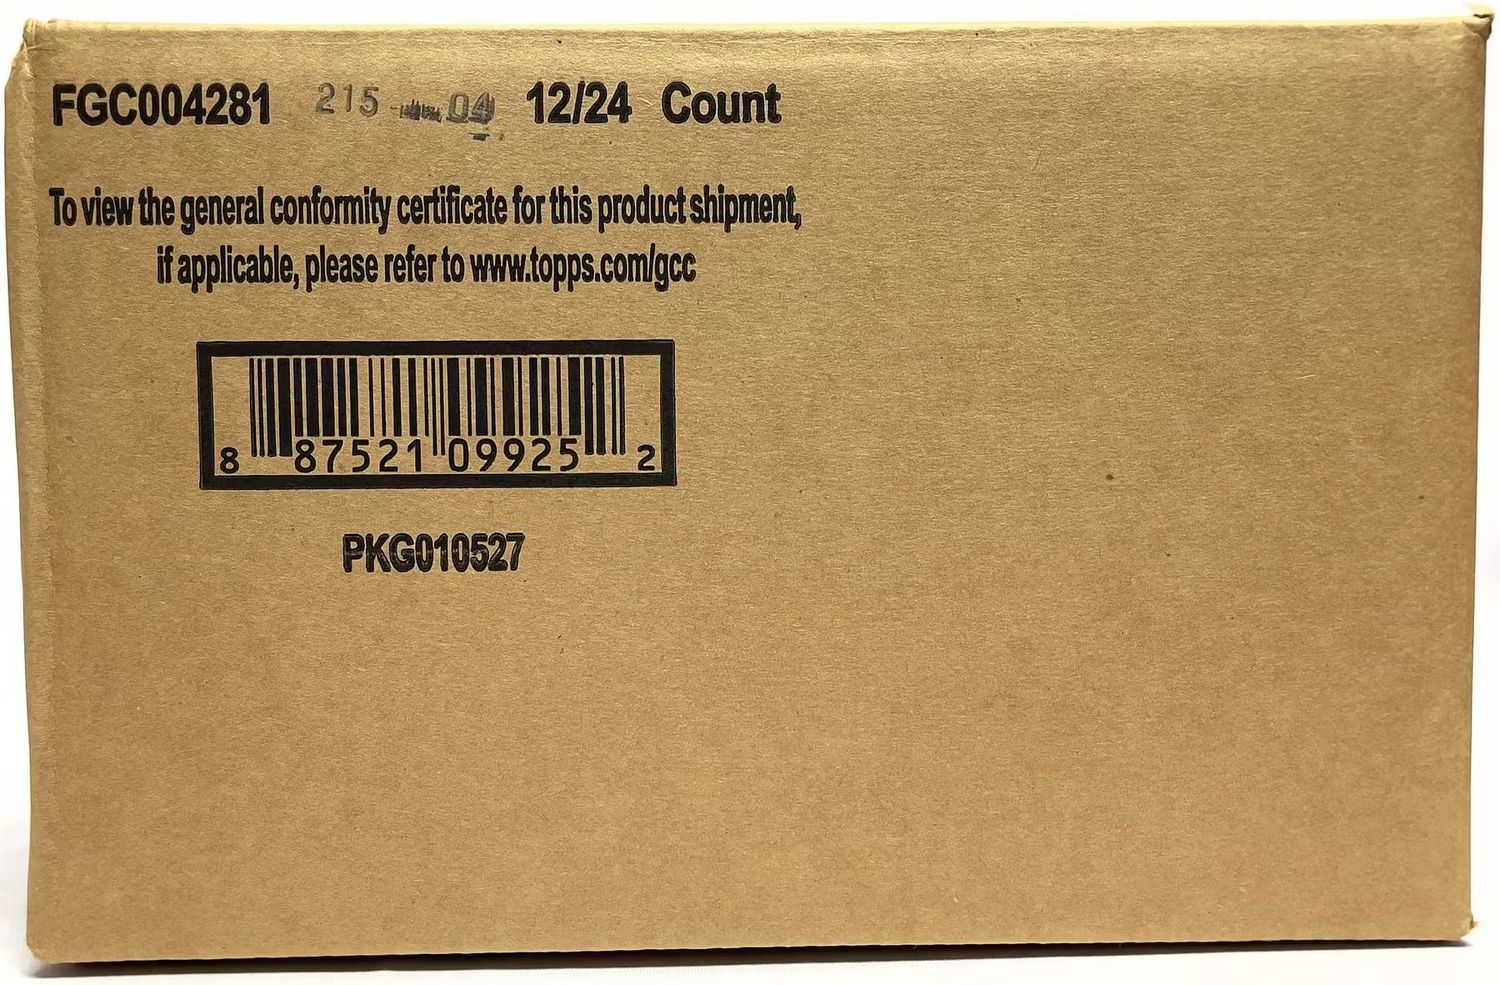 FGC004281 215 - 04 12/24 Count
To view the general conformity certificate for this product shipment,
if applicable, please refer to www.topps.com/gcc
8 87521 09925 2
PKG010527